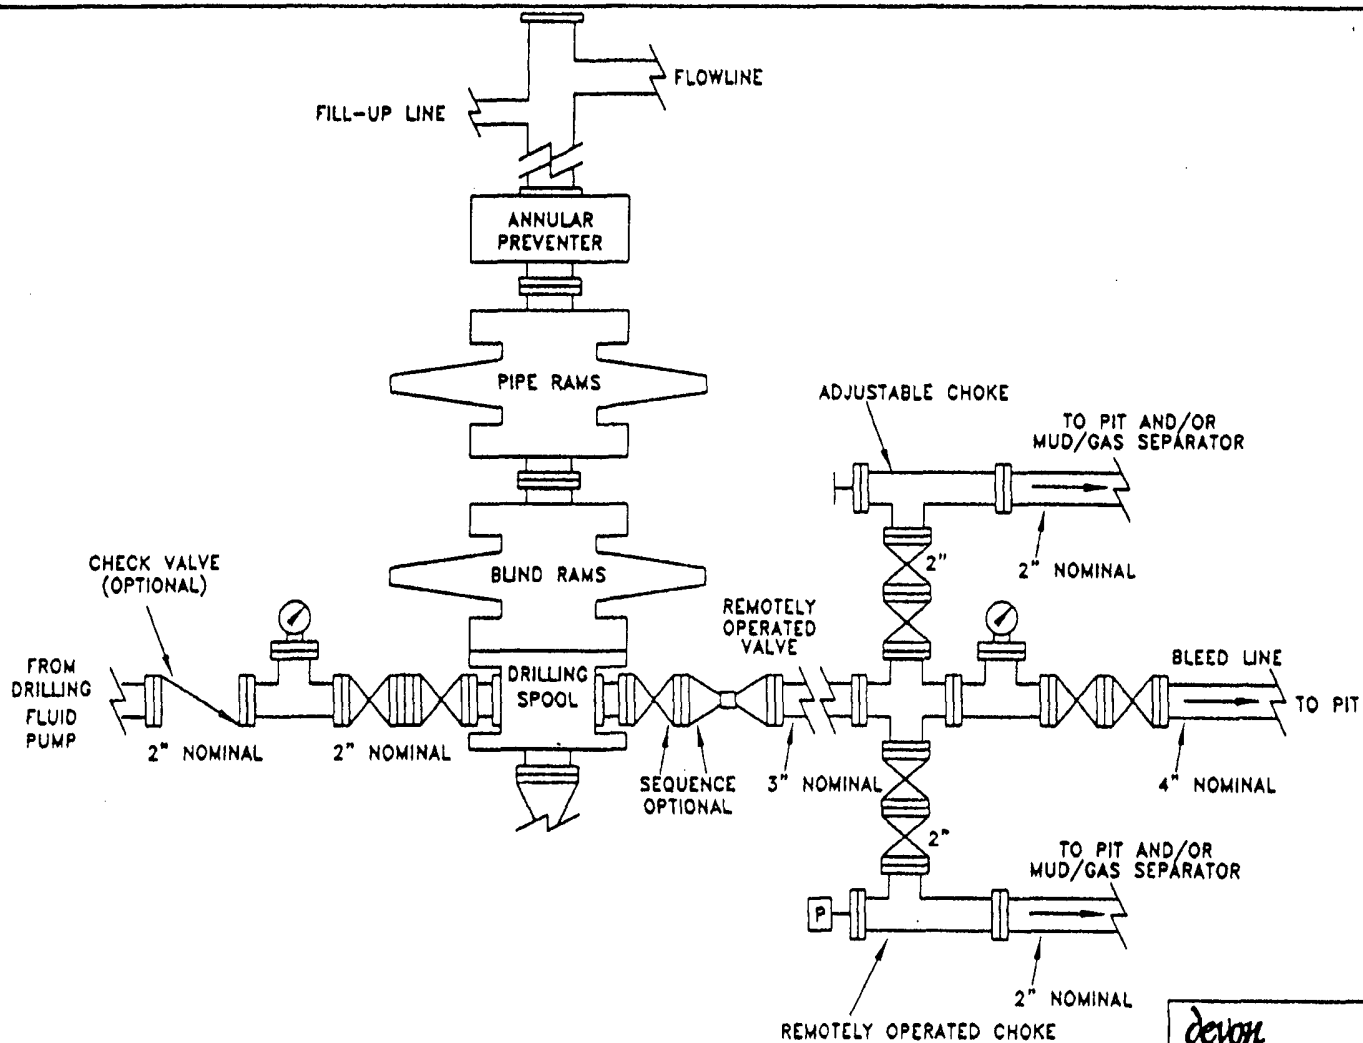 FLOWLINE
FILL-UP LINE
ANNULAR
PREVENTER
PIPE RAMS
ADJUSTABLE CHOKE
TO PIT AND/OR
MUD/GAS SEPARATOR
2"
2" NOMINAL
CHECK VALVE
(OPTIONAL)
BLIND RAMS
REMOTELY
OPERATED
VALVE
FROM
DRILLING
FLUID
PUMP
DRILLING
SPOOL
BLEED LINE
TO PIT
2" NOMINAL
2" NOMINAL
SEQUENCE
OPTIONAL
3" NOMINAL
4" NOMINAL
2"
TO PIT AND/OR
MUD/GAS SEPARATOR
P
2" NOMINAL
REMOTELY OPERATED CHOKE
devon